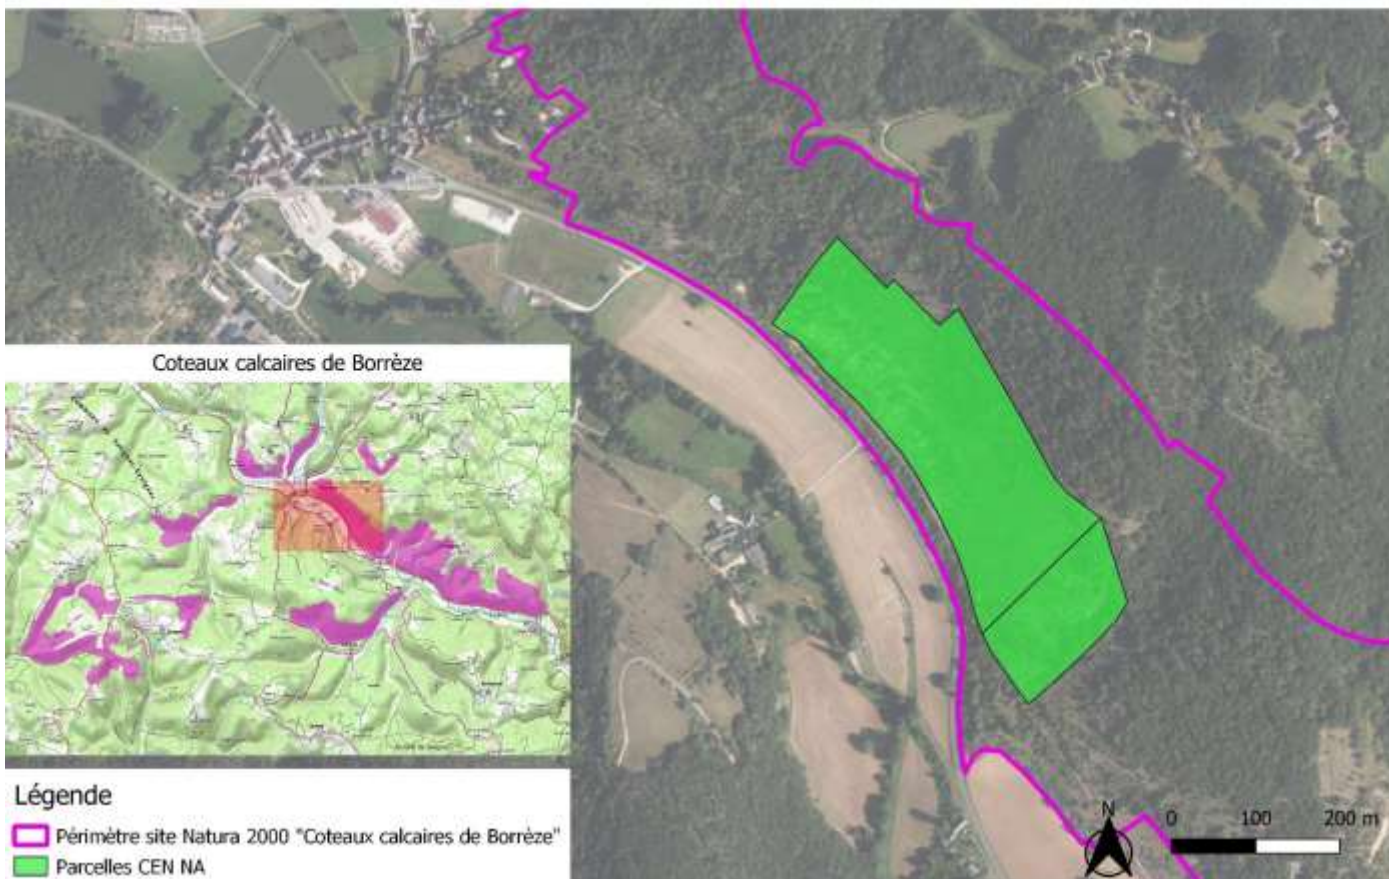 Coteaux calcaires de Borrèze
Légende
Périmètre site Natura 2000 "Coteaux calcaires de Borrèze"
Parcelles CEN NA
N
0 100 200 m